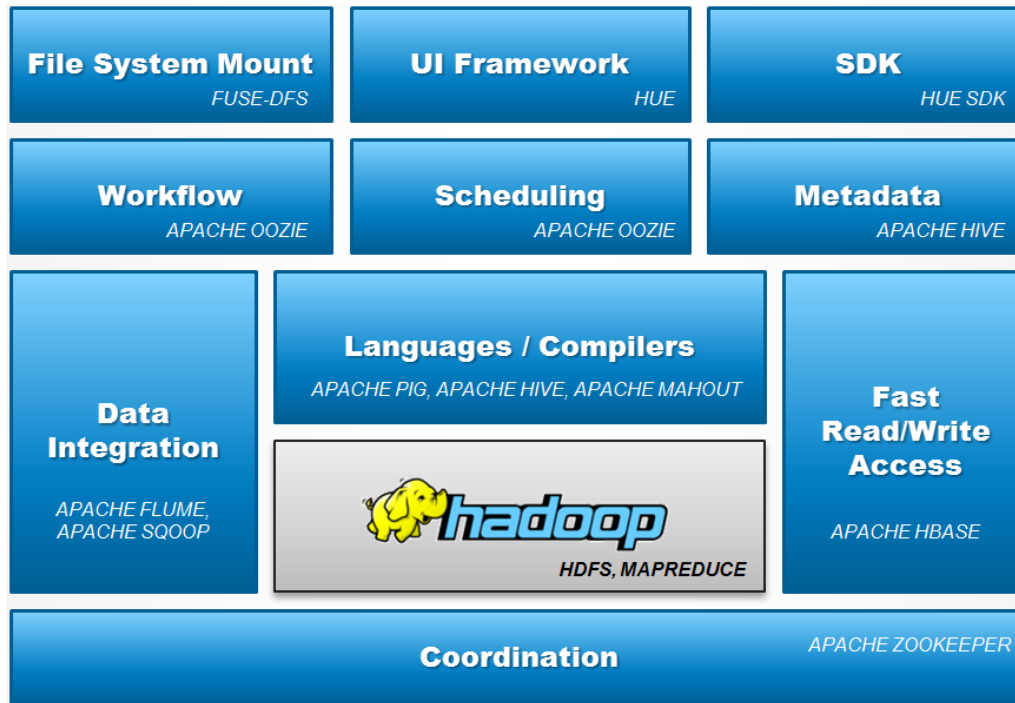 File System Mount
FUSE-DFS
UI Framework
HUE
SDK
HUE SDK
Workflow
APACHE OOZIE
Scheduling
APACHE OOZIE
Metadata
APACHE HIVE
Data
Integration
APACHE FLUME,
APACHE SQOOP
Languages / Compilers
APACHE PIG, APACHE HIVE, APACHE MAHOUT
hadoop
HDFS, MAPREDUCE
Fast
Read/Write
Access
APACHE HBASE
Coordination
APACHE ZOOKEEPER